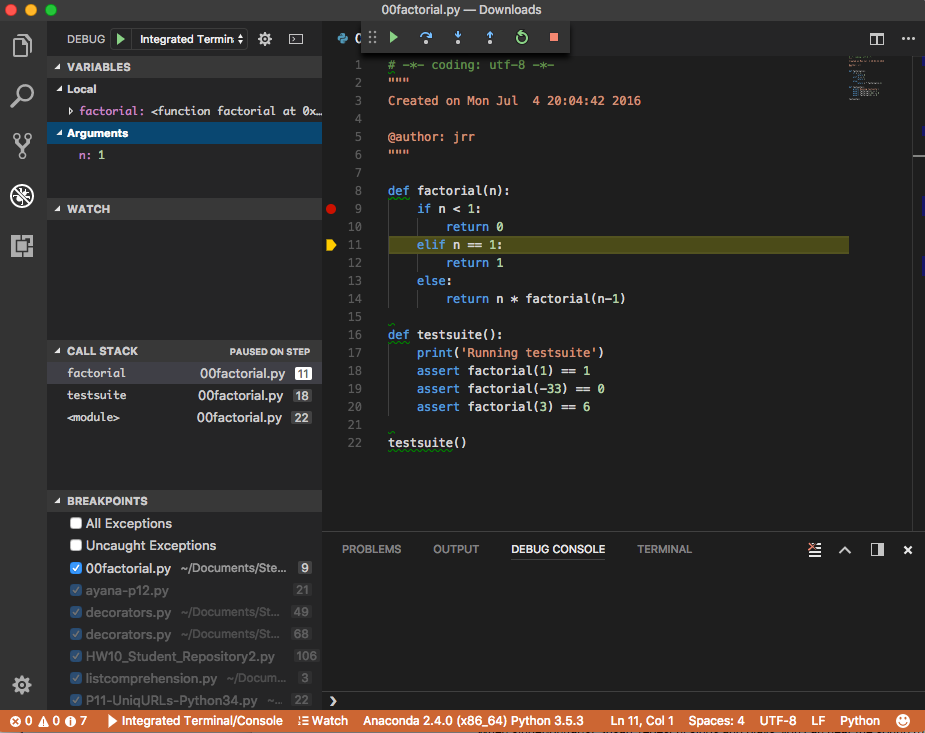 00factorial.py — Downloads
DEBUG Integrated Termin
VARIABLES
Local
factorial: <function factorial at 0x…
Arguments
n: 1
WATCH
CALL STACK PAUSED ON STEP
factorial 00factorial.py 11
testsuite 00factorial.py 18
<module> 00factorial.py 22
BREAKPOINTS
All Exceptions
Uncaught Exceptions
00factorial.py ~/Documents/Ste… 9
ayana-p12.py 21
decorators.py ~/Documents/St… 49
decorators.py ~/Documents/St… 68
HW10_Student_Repository2.py 106
listcomprehension.py ~/Docum… 3
P11-UniqURLs-Python34.py ~… 22
1 # -*- coding: utf-8 -*-
2 """
3 Created on Mon Jul  4 20:04:42 2016
4
5 @author: jrr
6 """
7
8 def factorial(n):
9     if n < 1:
10         return 0
11     elif n == 1:
12         return 1
13     else:
14         return n * factorial(n-1)
15
16 def testsuite():
17     print('Running testsuite')
18     assert factorial(1) == 1
19     assert factorial(-33) == 0
20     assert factorial(3) == 6
21
22 testsuite()
PROBLEMS OUTPUT DEBUG CONSOLE TERMINAL
0 0 7 Integrated Terminal/Console Watch Anaconda 2.4.0 (x86_64) Python 3.5.3 Ln 11, Col 1 Spaces: 4 UTF-8 LF Python